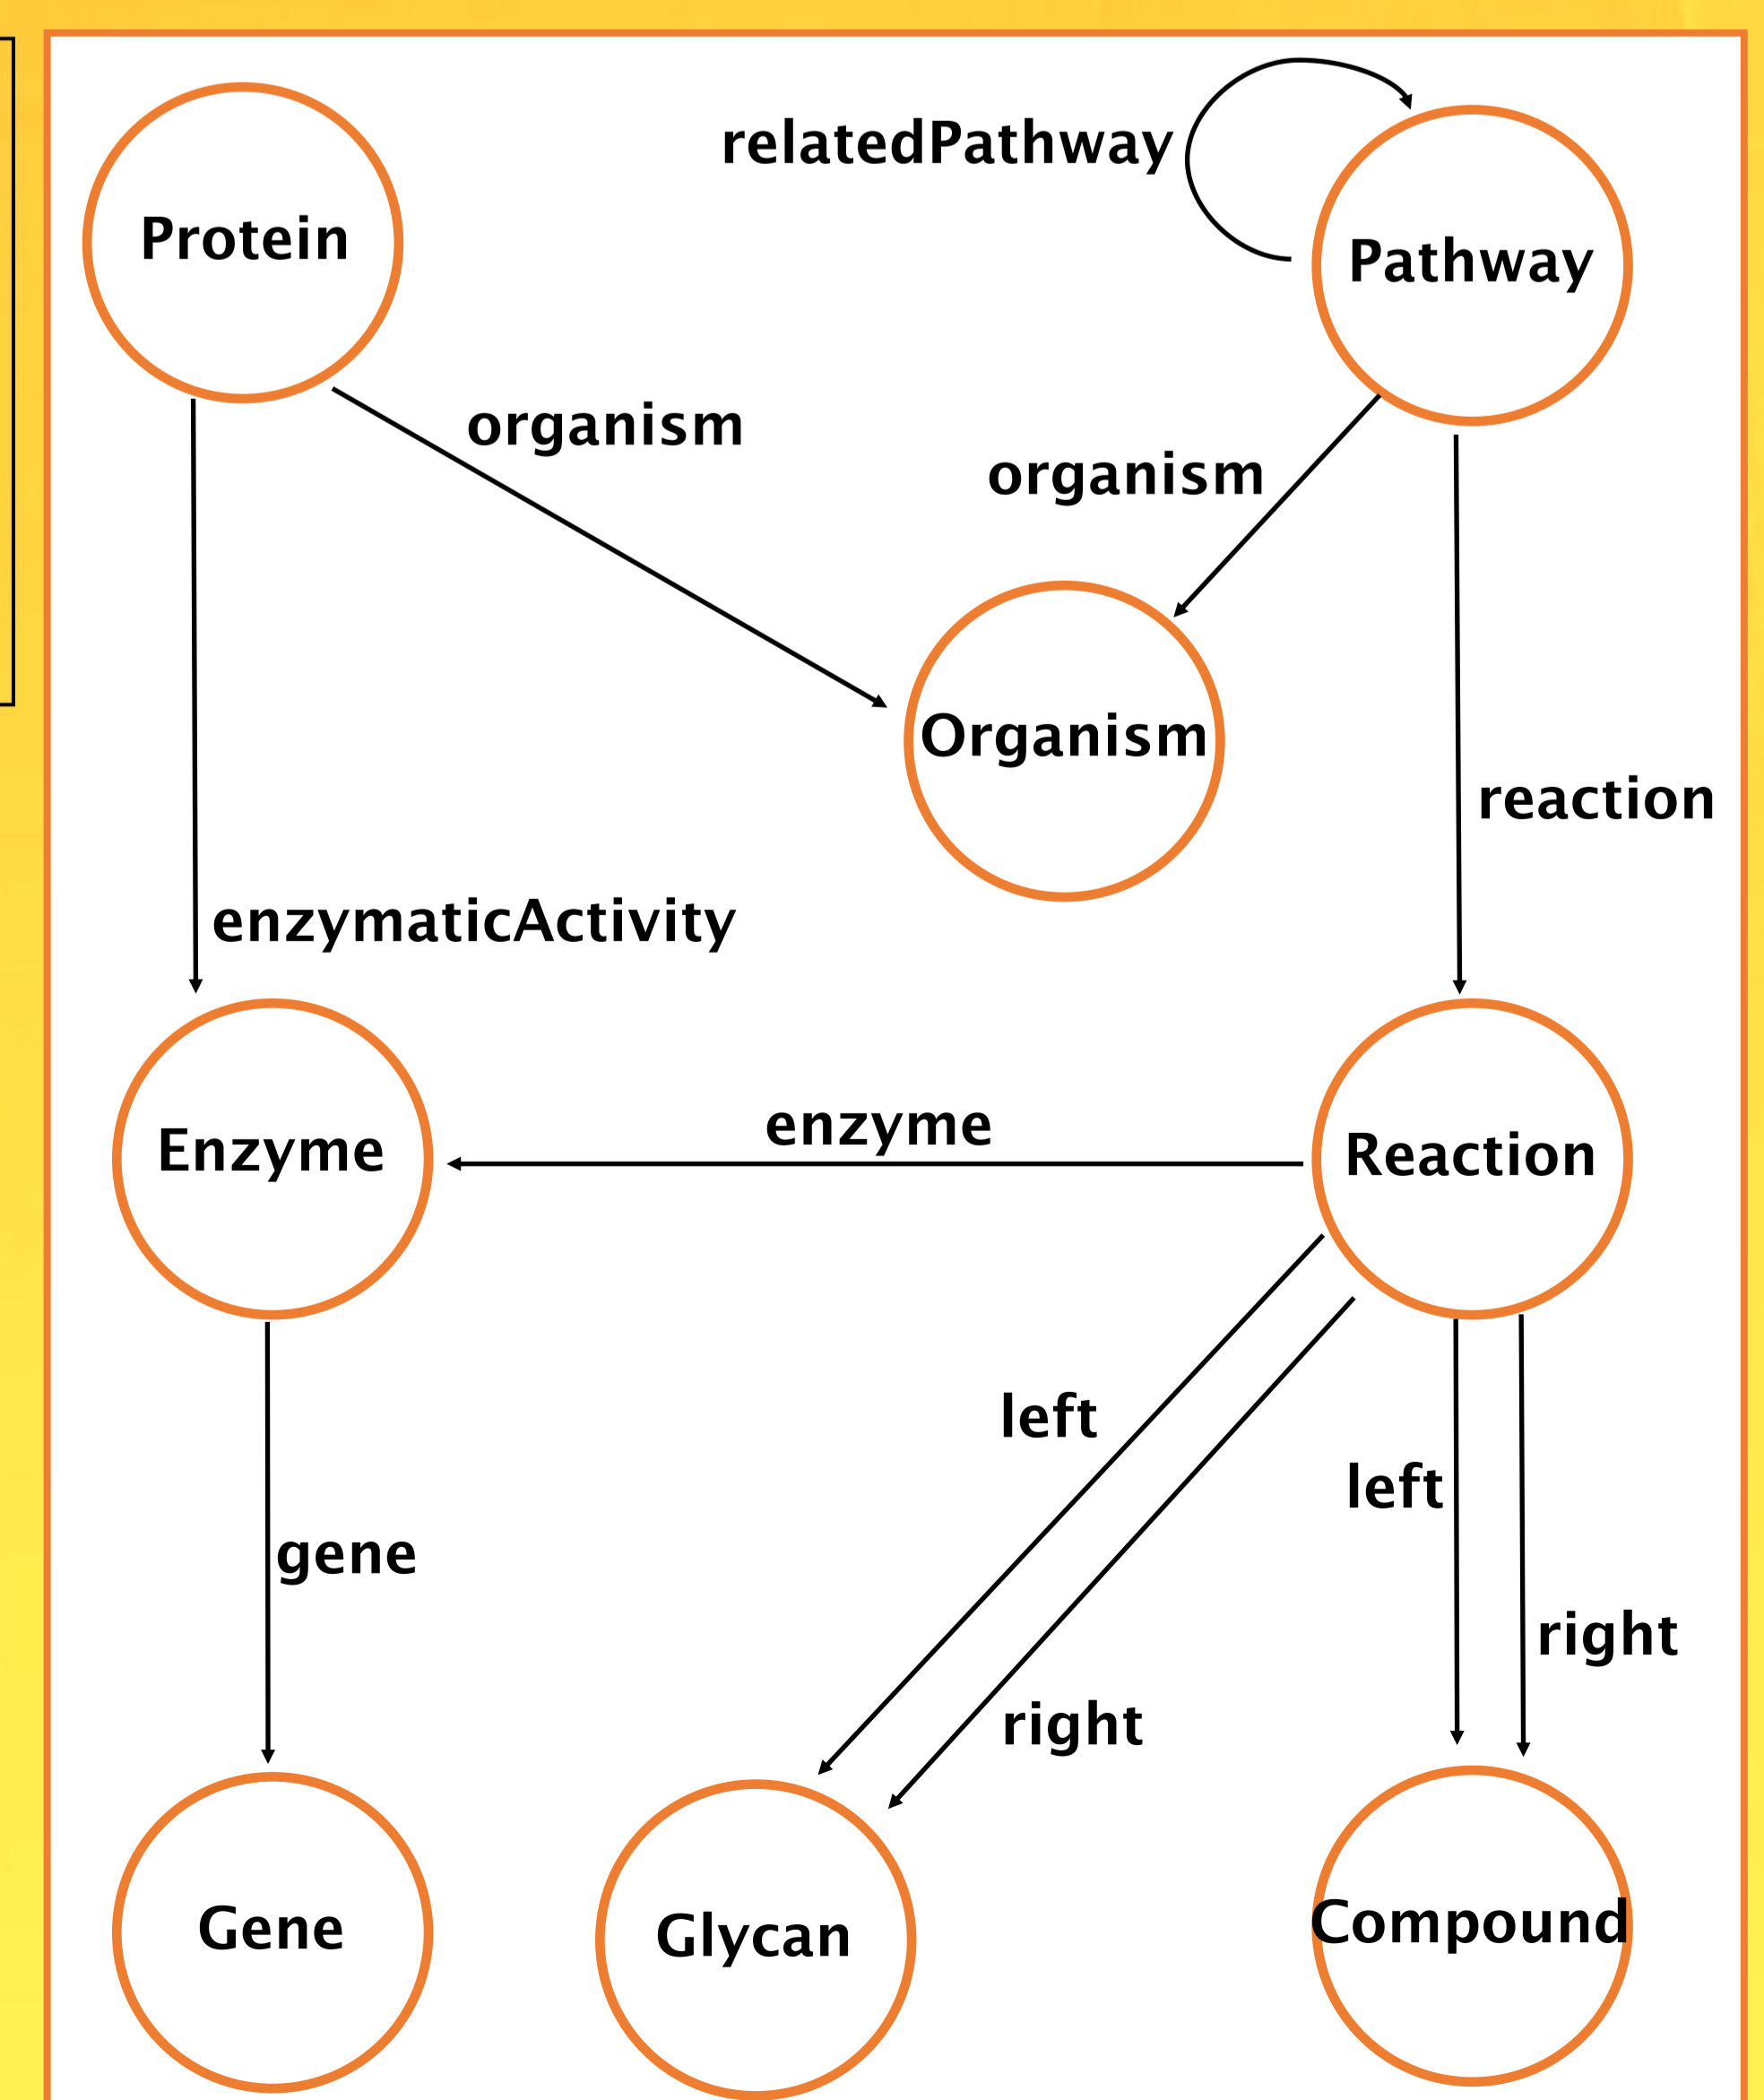 relatedPathway
Protein
Pathway
organism
organism
Organism
reaction
enzymaticActivity
enzyme
Enzyme
Reaction
left
left
gene
right
right
Gene
Glycan
Compound